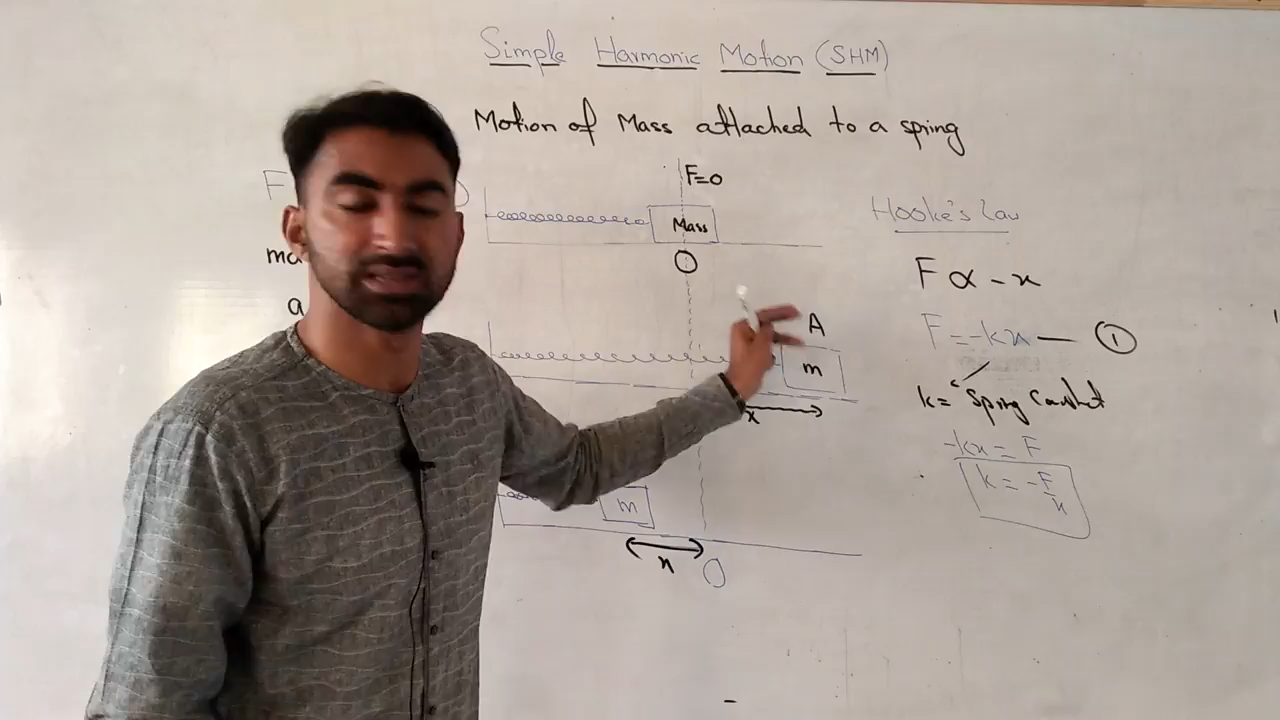 Simple Harmonic Motion (SHM)
Motion of Mass attached to a spring
F
F=0
Mass
O
ma
a
A
m
x
m
x
O
Hooke's Law
F ∝ -x
F = -kx — ①
k = Spring Constant
-kx = F
k = -F/x